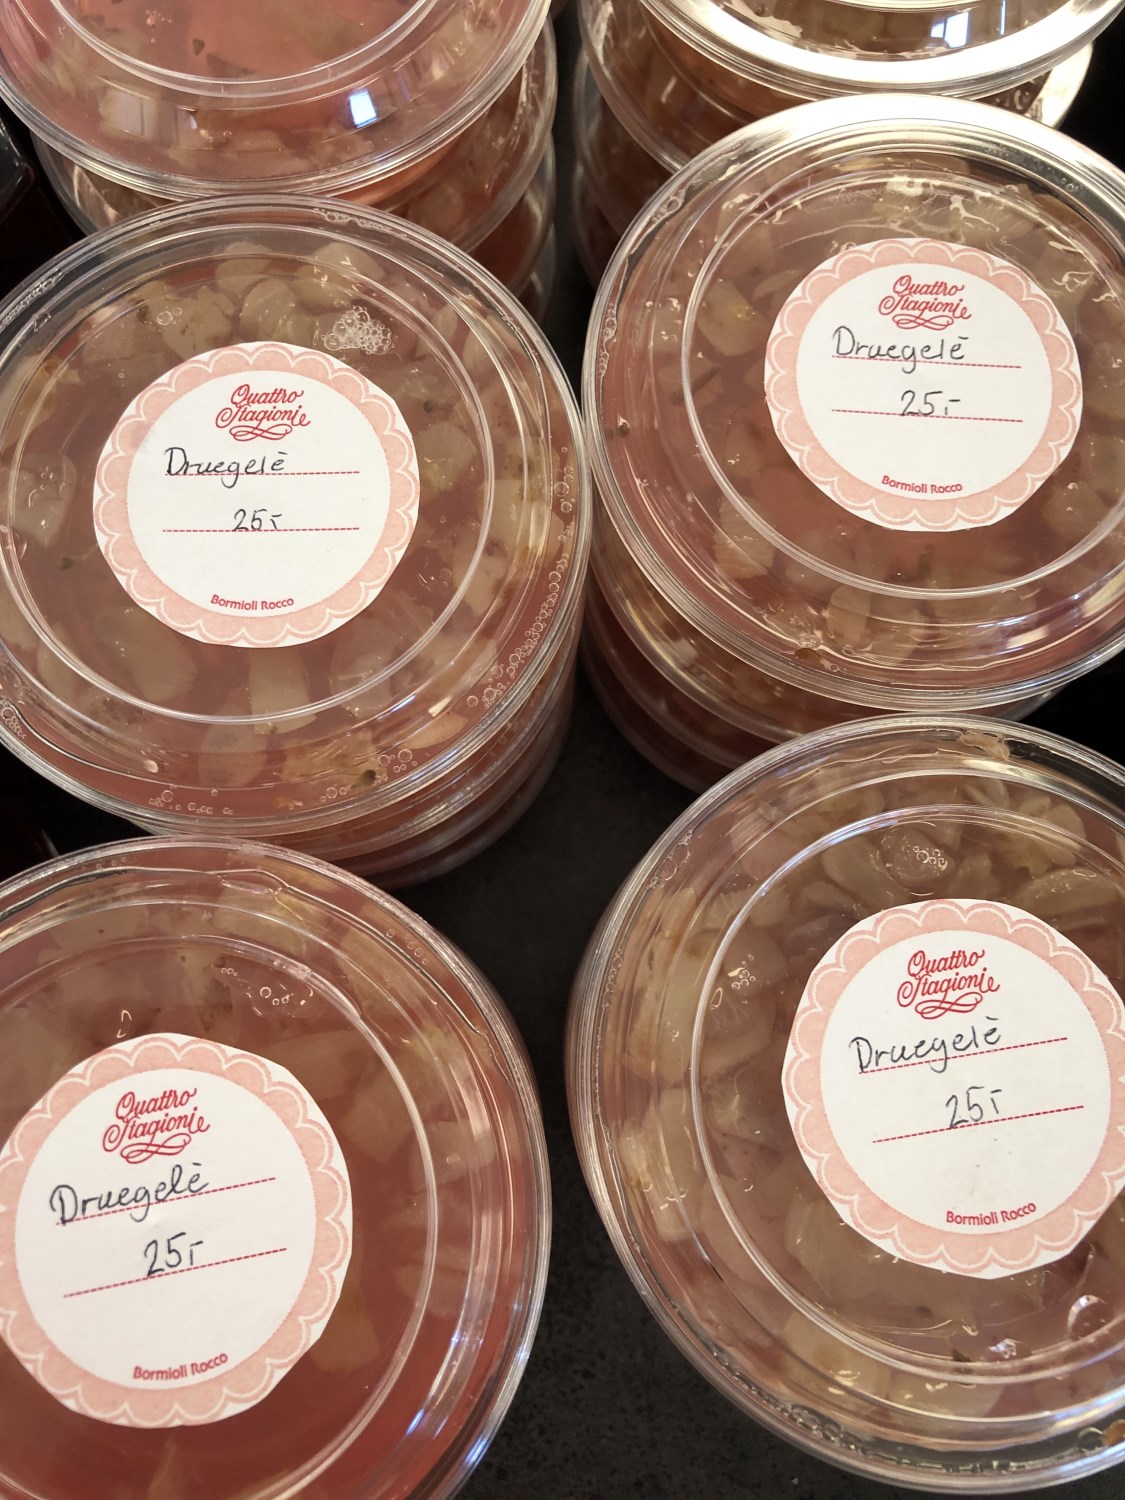 Quattro
Stagioni
Druegelè
25,-
Bormioli Rocco
Quattro
Stagioni
Druegelè
25,-
Bormioli Rocco
Quattro
Stagioni
Druegelè
25,-
Bormioli Rocco
Quattro
Stagioni
Druegelè
25,-
Bormioli Rocco